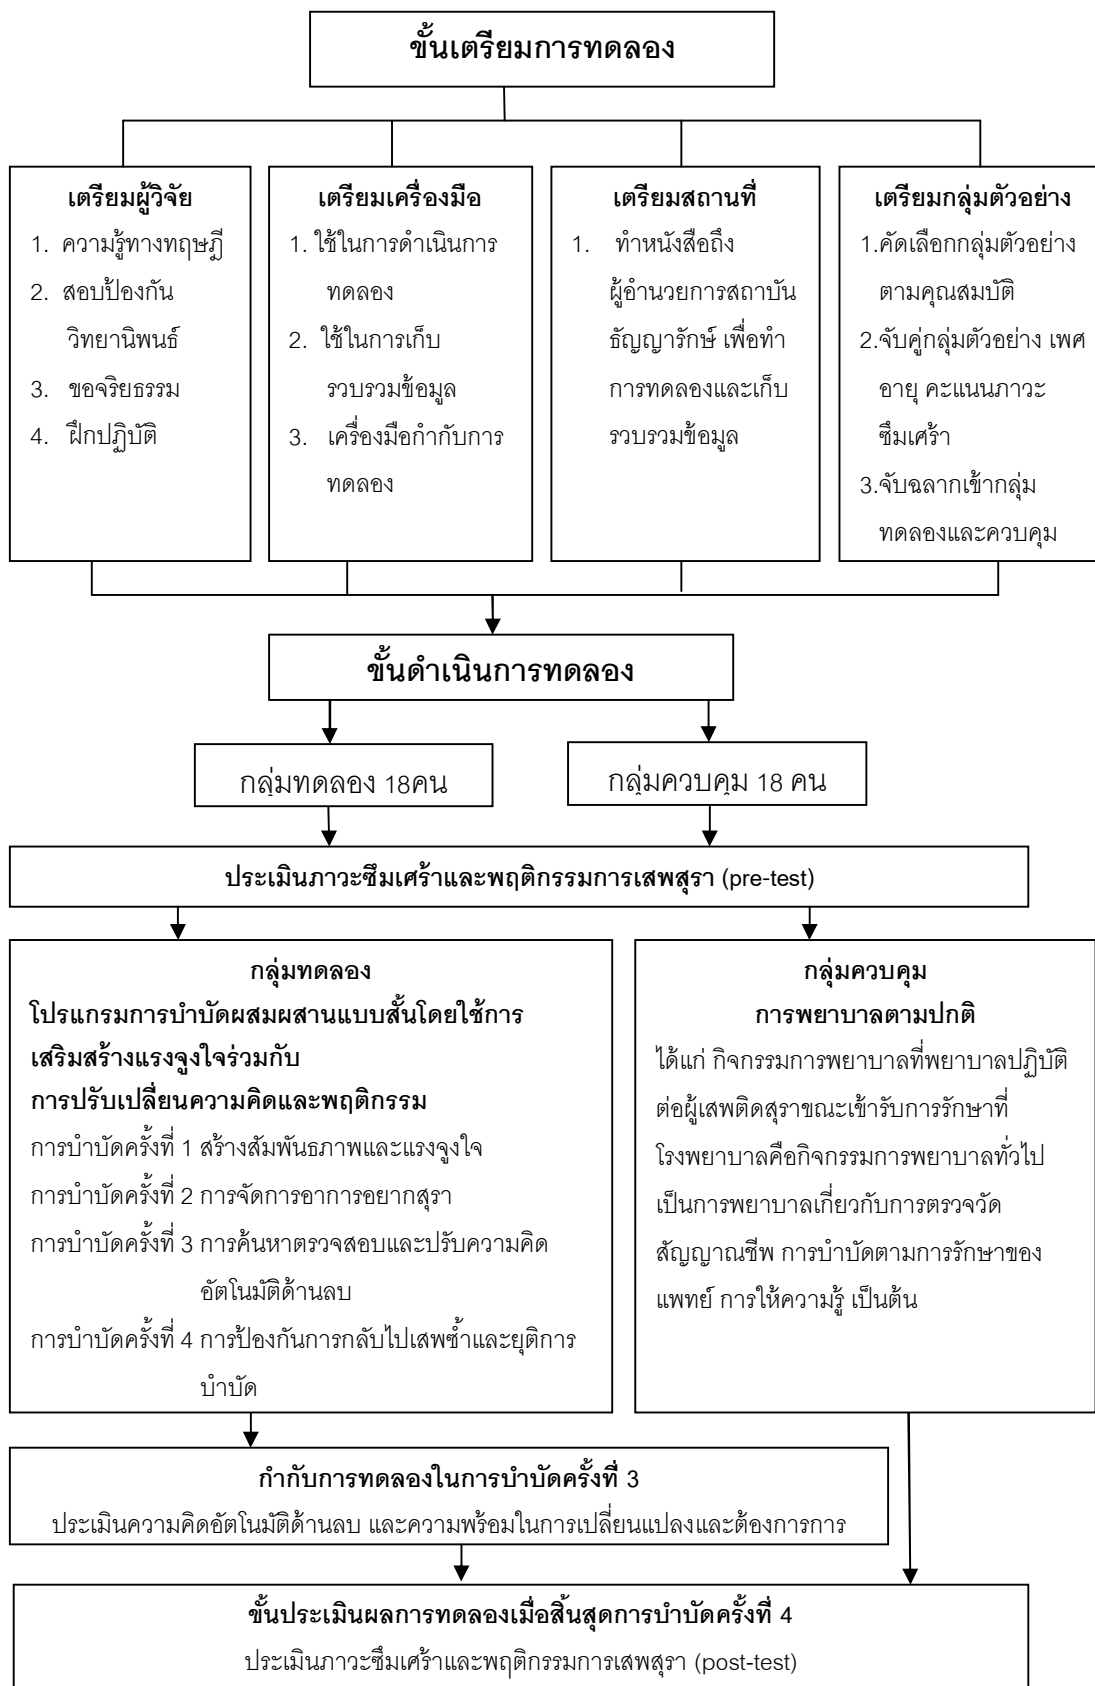 ขั้นเตรียมการทดลอง
เตรียมผู้วิจัย
1. ความรู้ทางทฤษฎี
2. สอบป้องกัน
วิทยานิพนธ์
3. ขอจริยธรรม
4. ฝึกปฏิบัติ
เตรียมเครื่องมือ
1. ใช้ในการดำเนินการ
ทดลอง
2. ใช้ในการเก็บ
รวบรวมข้อมูล
3. เครื่องมือกำกับการ
ทดลอง
เตรียมสถานที่
1. ทำหนังสือถึง
ผู้อำนวยการสถาบัน
ธัญญารักษ์ เพื่อทำ
การทดลองและเก็บ
รวบรวมข้อมูล
เตรียมกลุ่มตัวอย่าง
1.คัดเลือกกลุ่มตัวอย่าง
ตามคุณสมบัติ
2.จับคู่กลุ่มตัวอย่าง เพศ
อายุ คะแนนภาวะ
ซึมเศร้า
3.จับฉลากเข้ากลุ่ม
ทดลองและควบคุม
ขั้นดำเนินการทดลอง
กลุ่มทดลอง 18คน
กลุ่มควบคุม 18 คน
ประเมินภาวะซึมเศร้าและพฤติกรรมการเสพสุรา (pre-test)
กลุ่มทดลอง
โปรแกรมการบำบัดผสมผสานแบบสั้นโดยใช้การ
เสริมสร้างแรงจูงใจร่วมกับ
การปรับเปลี่ยนความคิดและพฤติกรรม
การบำบัดครั้งที่ 1 สร้างสัมพันธภาพและแรงจูงใจ
การบำบัดครั้งที่ 2 การจัดการอาการอยากสุรา
การบำบัดครั้งที่ 3 การค้นหาตรวจสอบและปรับความคิด
อัตโนมัติด้านลบ
การบำบัดครั้งที่ 4 การป้องกันการกลับไปเสพซ้ำและยุติการ
บำบัด
กลุ่มควบคุม
การพยาบาลตามปกติ
ได้แก่ กิจกรรมการพยาบาลที่พยาบาลปฏิบัติ
ต่อผู้เสพติดสุราขณะเข้ารับการรักษาที่
โรงพยาบาลคือกิจกรรมการพยาบาลทั่วไป
เป็นการพยาบาลเกี่ยวกับการตรวจวัด
สัญญาณชีพ การบำบัดตามการรักษาของ
แพทย์ การให้ความรู้ เป็นต้น
กำกับการทดลองในการบำบัดครั้งที่ 3
ประเมินความคิดอัตโนมัติด้านลบ และความพร้อมในการเปลี่ยนแปลงและต้องการการ
ขั้นประเมินผลการทดลองเมื่อสิ้นสุดการบำบัดครั้งที่ 4
ประเมินภาวะซึมเศร้าและพฤติกรรมการเสพสุรา (post-test)